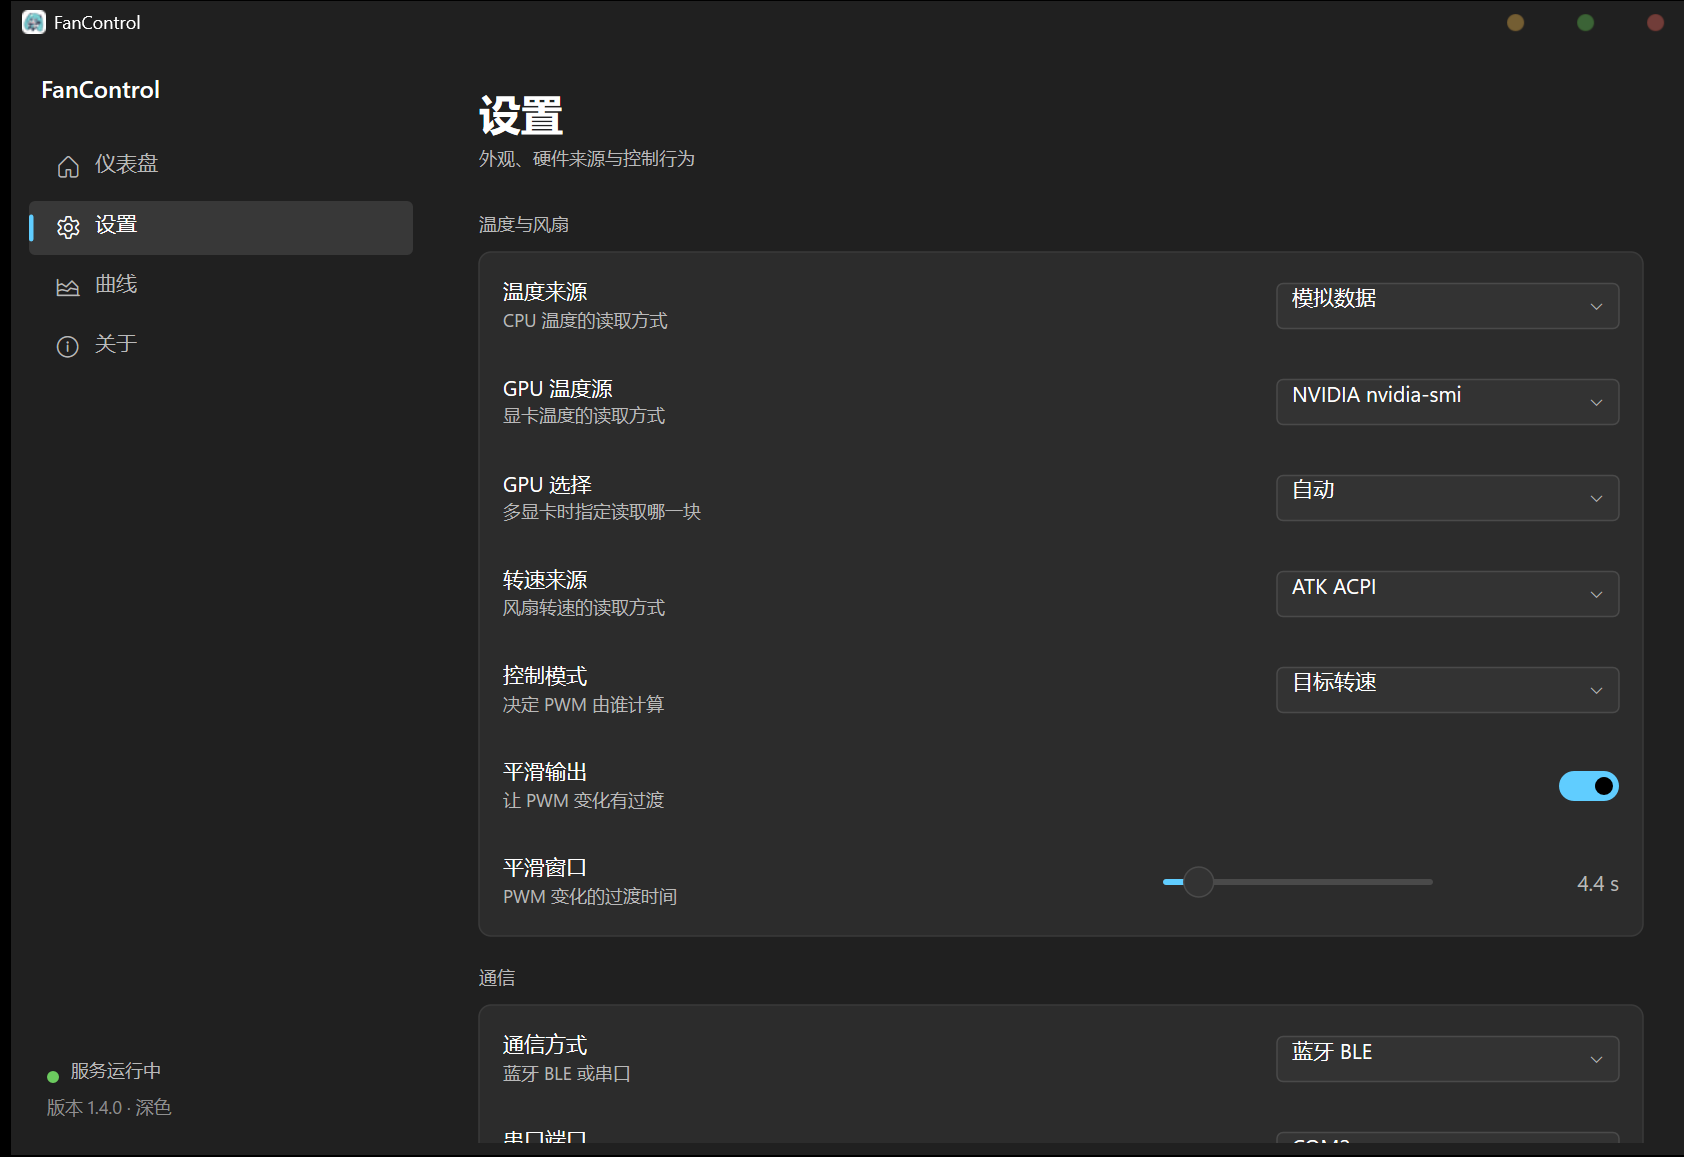 FanControl
FanControl
仪表盘
设置
曲线
关于
服务运行中
版本 1.4.0 · 深色
设置
外观、硬件来源与控制行为
温度与风扇
温度来源
CPU 温度的读取方式
模拟数据
GPU 温度源
显卡温度的读取方式
NVIDIA nvidia-smi
GPU 选择
多显卡时指定读取哪一块
自动
转速来源
风扇转速的读取方式
ATK ACPI
控制模式
决定 PWM 由谁计算
目标转速
平滑输出
让 PWM 变化有过渡
平滑窗口
PWM 变化的过渡时间
4.4 s
通信
通信方式
蓝牙 BLE 或串口
蓝牙 BLE
串口端口